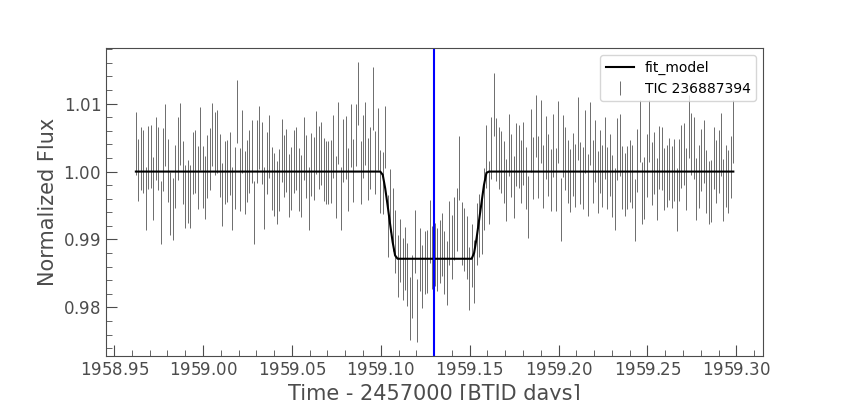 fit_model
TIC 236887394
1.01
1.00
0.99
0.98
Normalized Flux
1958.95 1959.00 1959.05 1959.10 1959.15 1959.20 1959.25 1959.30
Time - 2457000 [BTJD days]